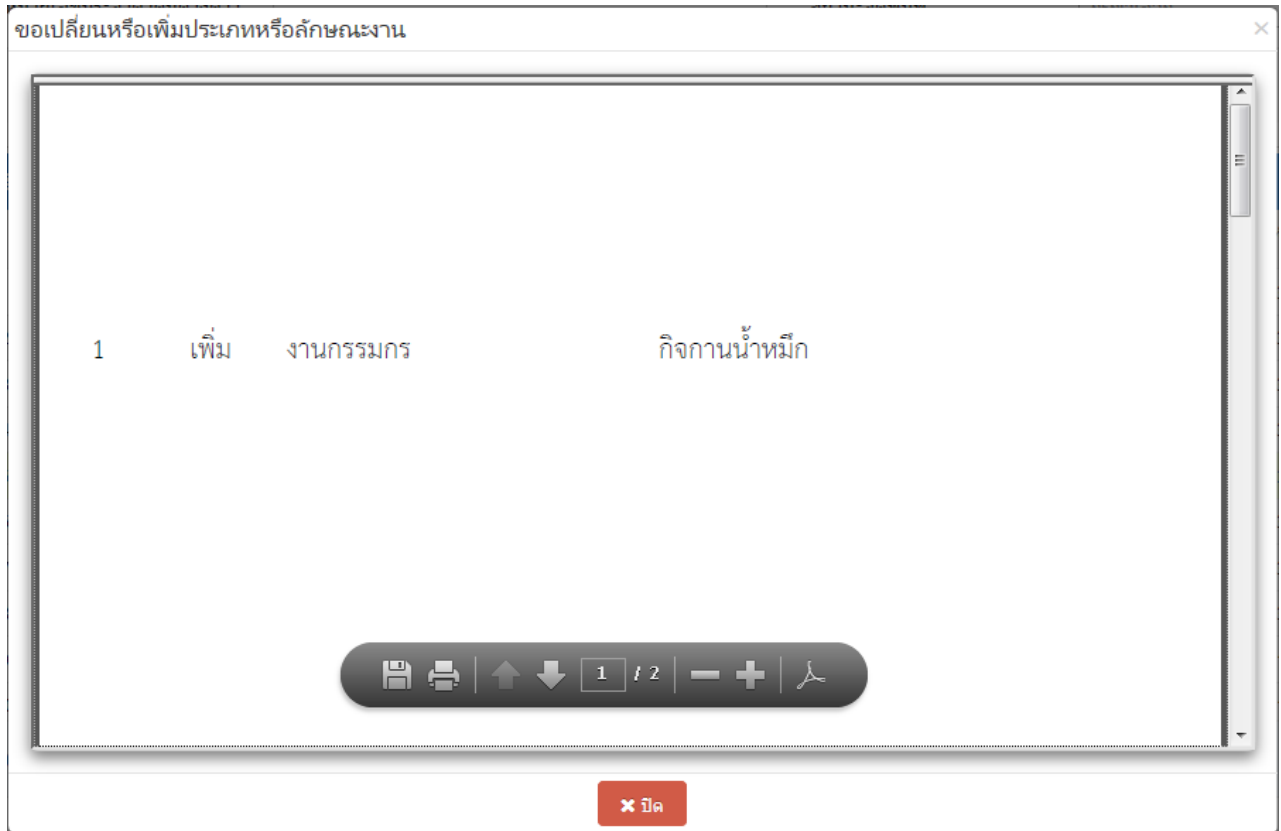 ขอเปลี่ยนหรือเพิ่มประเภทหรือลักษณะงาน ×
1 เพิ่ม งานกรรมกร กิจกานน้ำหมึก
1 / 2
ปิด